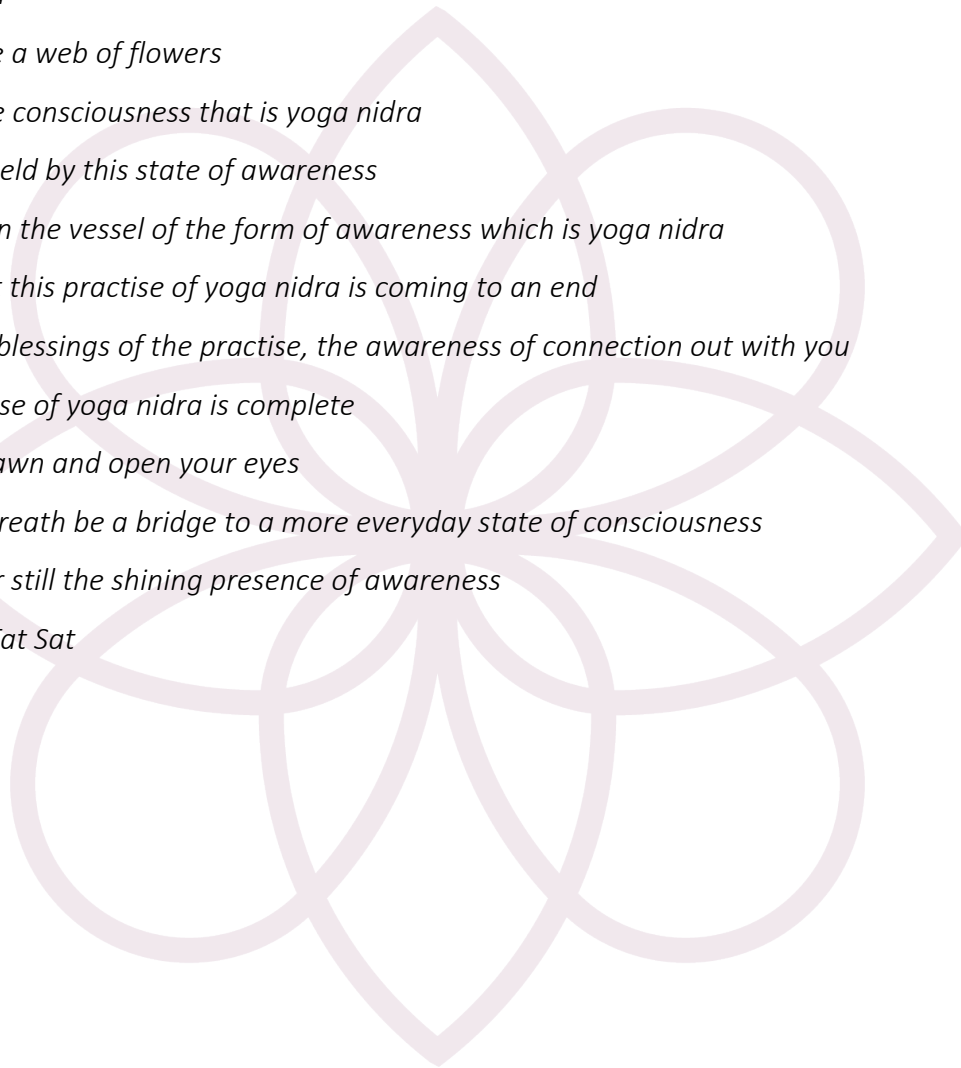 a web of flowers
consciousness that is yoga nidra
by this state of awareness
the vessel of the form of awareness which is yoga nidra
this practise of yoga nidra is coming to an end
blessings of the practise, the awareness of connection out with you
of yoga nidra is complete
and open your eyes
be a bridge to a more everyday state of consciousness
still the shining presence of awareness
Sat